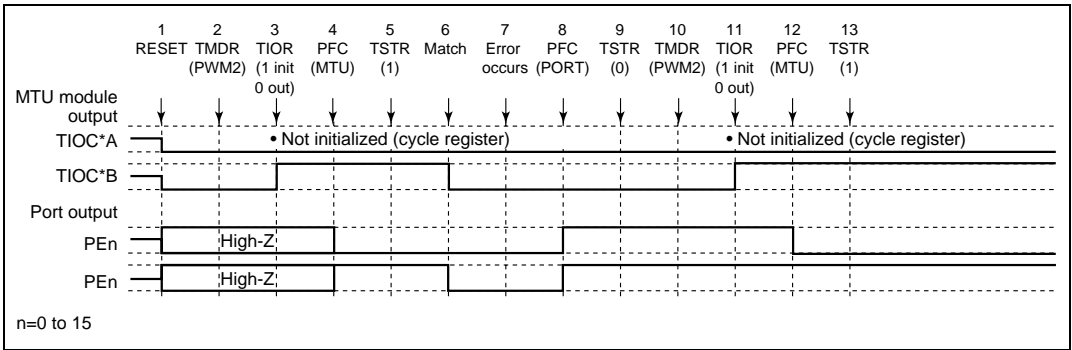 1 2 3 4 5 6 7 8 9 10 11 12 13
RESET TMDR TIOR PFC TSTR Match Error PFC TSTR TMDR TIOR PFC TSTR
(PWM2) (1 init (MTU) (1) occurs (PORT) (0) (PWM2) (1 init (MTU) (1)
0 out) 0 out)
MTU module
output
TIOC*A • Not initialized (cycle register) • Not initialized (cycle register)
TIOC*B
Port output
PEn High-Z
PEn High-Z
n=0 to 15